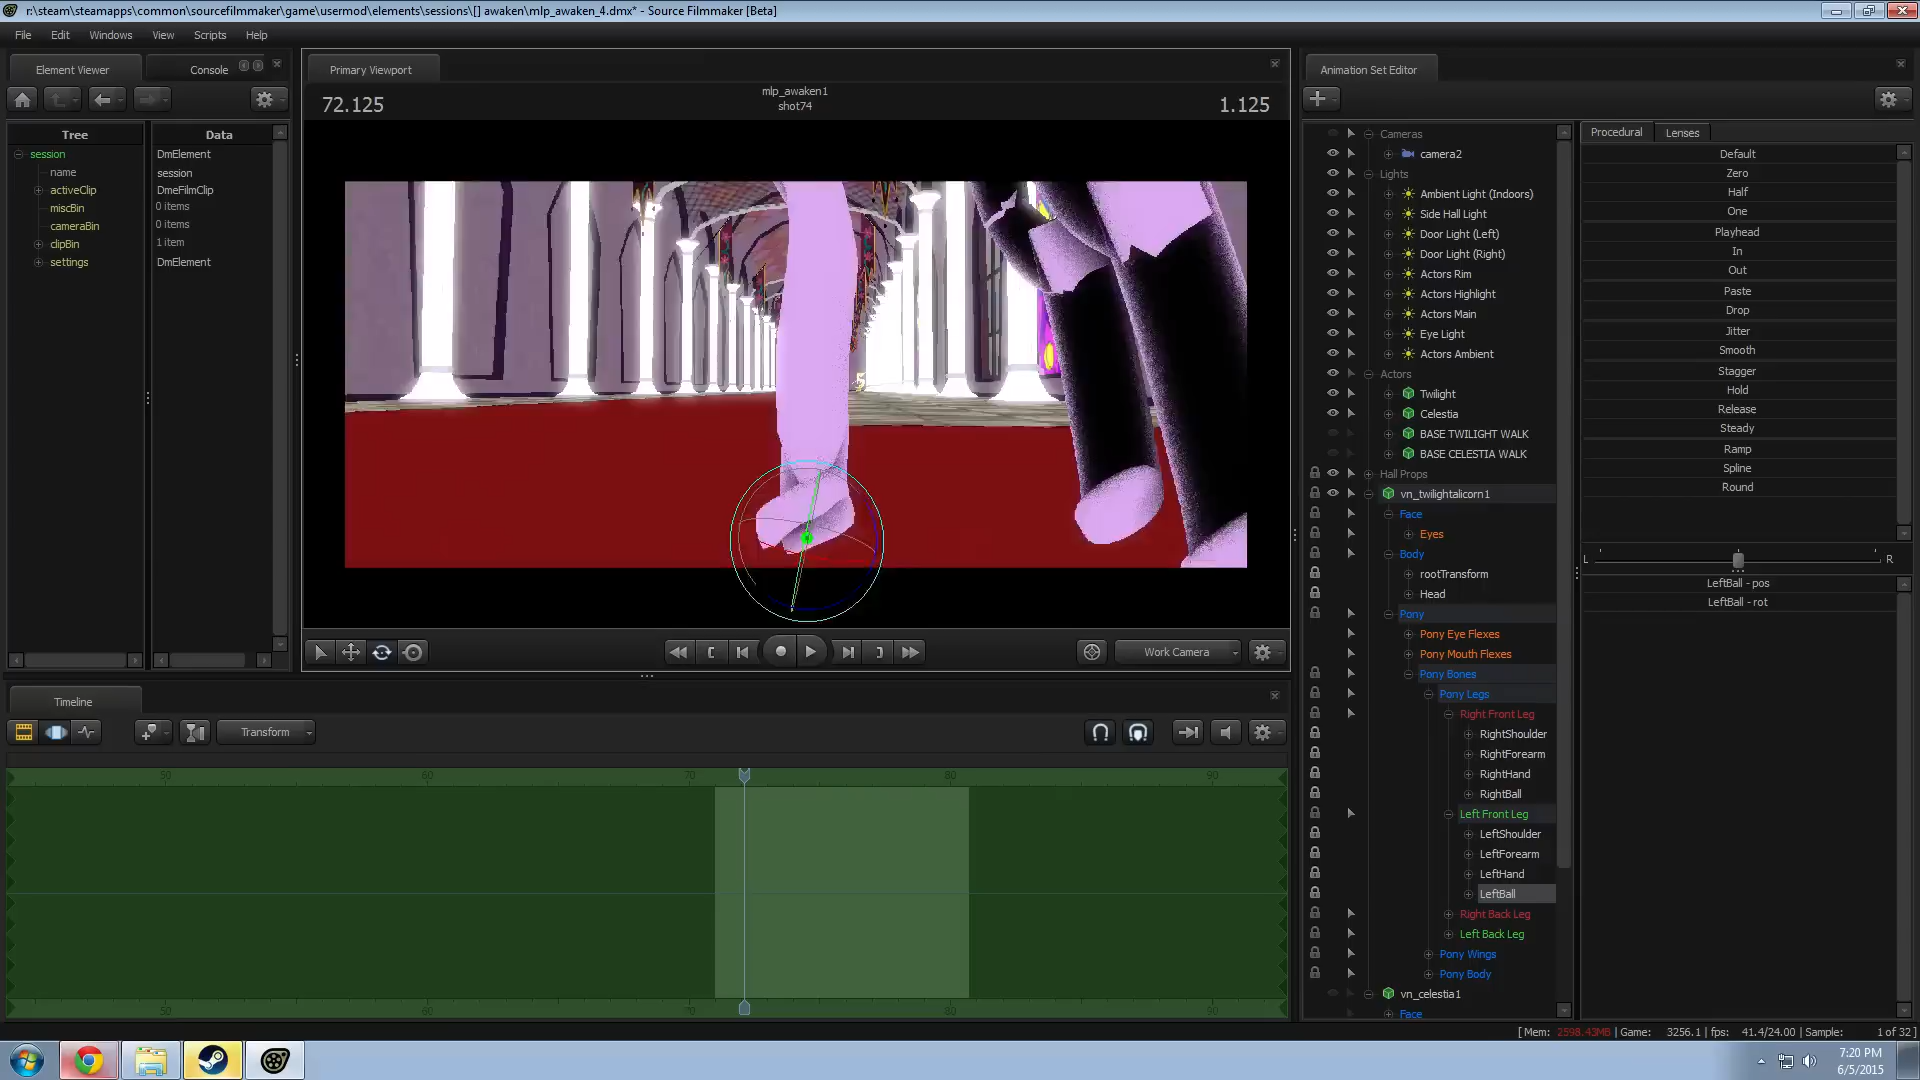 r:\steam\steamapps\common\sourcefilmmaker\game\usermod\elements\sessions\[] awaken\mlp_awaken_4.dmx* - Source Filmmaker [Beta]
File Edit Windows View Scripts Help
Element Viewer Console
Tree Data
session DmElement
name session
activeClip DmeFilmClip
miscBin 0 items
cameraBin 0 items
clipBin 1 item
settings DmElement
Primary Viewport
72.125
mlp_awaken1
shot74
1.125
Work Camera
Timeline
Transform
50 60 70 80 90
50 60 70 80 90
Animation Set Editor
Cameras
camera2
Lights
Ambient Light (Indoors)
Side Hall Light
Door Light (Left)
Door Light (Right)
Actors Rim
Actors Highlight
Actors Main
Eye Light
Actors Ambient
Actors
Twilight
Celestia
BASE TWILIGHT WALK
BASE CELESTIA WALK
Hall Props
vn_twilightalicorn1
Face
Eyes
Body
rootTransform
Head
Pony
Pony Eye Flexes
Pony Mouth Flexes
Pony Bones
Pony Legs
Right Front Leg
RightShoulder
RightForearm
RightHand
RightBall
Left Front Leg
LeftShoulder
LeftForearm
LeftHand
LeftBall
Right Back Leg
Left Back Leg
Pony Wings
Pony Body
vn_celestia1
Face
Procedural Lenses
Default
Zero
Half
One
Playhead
In
Out
Paste
Drop
Jitter
Smooth
Stagger
Hold
Release
Steady
Ramp
Spline
Round
L R
LeftBall - pos
LeftBall - rot
[ Mem: 2598.43MB | Game: 3256.1 | fps: 41.4/24.00 | Sample: 1 of 32 ]
7:20 PM
6/5/2015